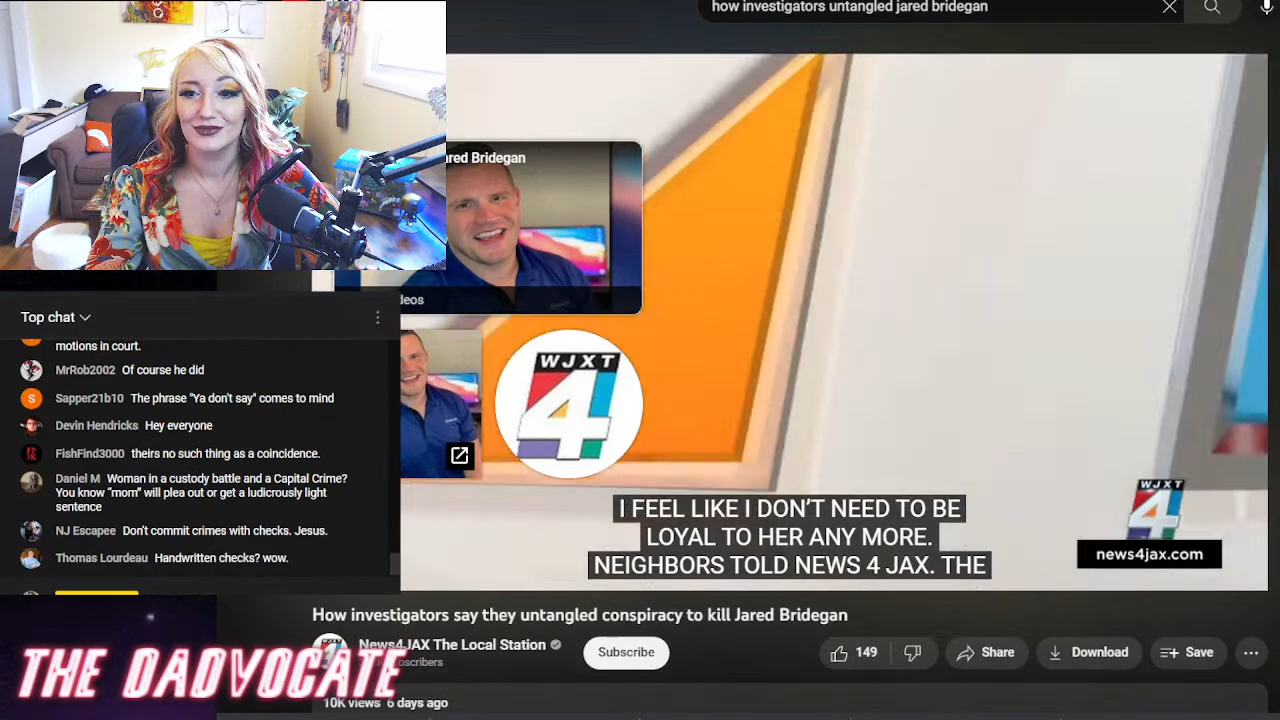 how investigators untangled jared bridegan
ared Bridegan
deos
Top chat
motions in court.
MrRob2002 Of course he did
Sapper21b10 The phrase "Ya don't say" comes to mind
Devin Hendricks Hey everyone
FishFind3000 theirs no such thing as a coincidence.
Daniel M Woman in a custody battle and a Capital Crime?
You know “mom” will plea out or get a ludicrously light
sentence
NJ Escapee Don't commit crimes with checks. Jesus.
Thomas Lourdeau Handwritten checks? wow.
WJXT
4
I FEEL LIKE I DON’T NEED TO BE
LOYAL TO HER ANY MORE.
NEIGHBORS TOLD NEWS 4 JAX. THE
WJXT
4
news4jax.com
How investigators say they untangled conspiracy to kill Jared Bridegan
News4JAX The Local Station
Subscribe
149
Share
Download
Save
10K views 6 days ago
THE DADVOCATE